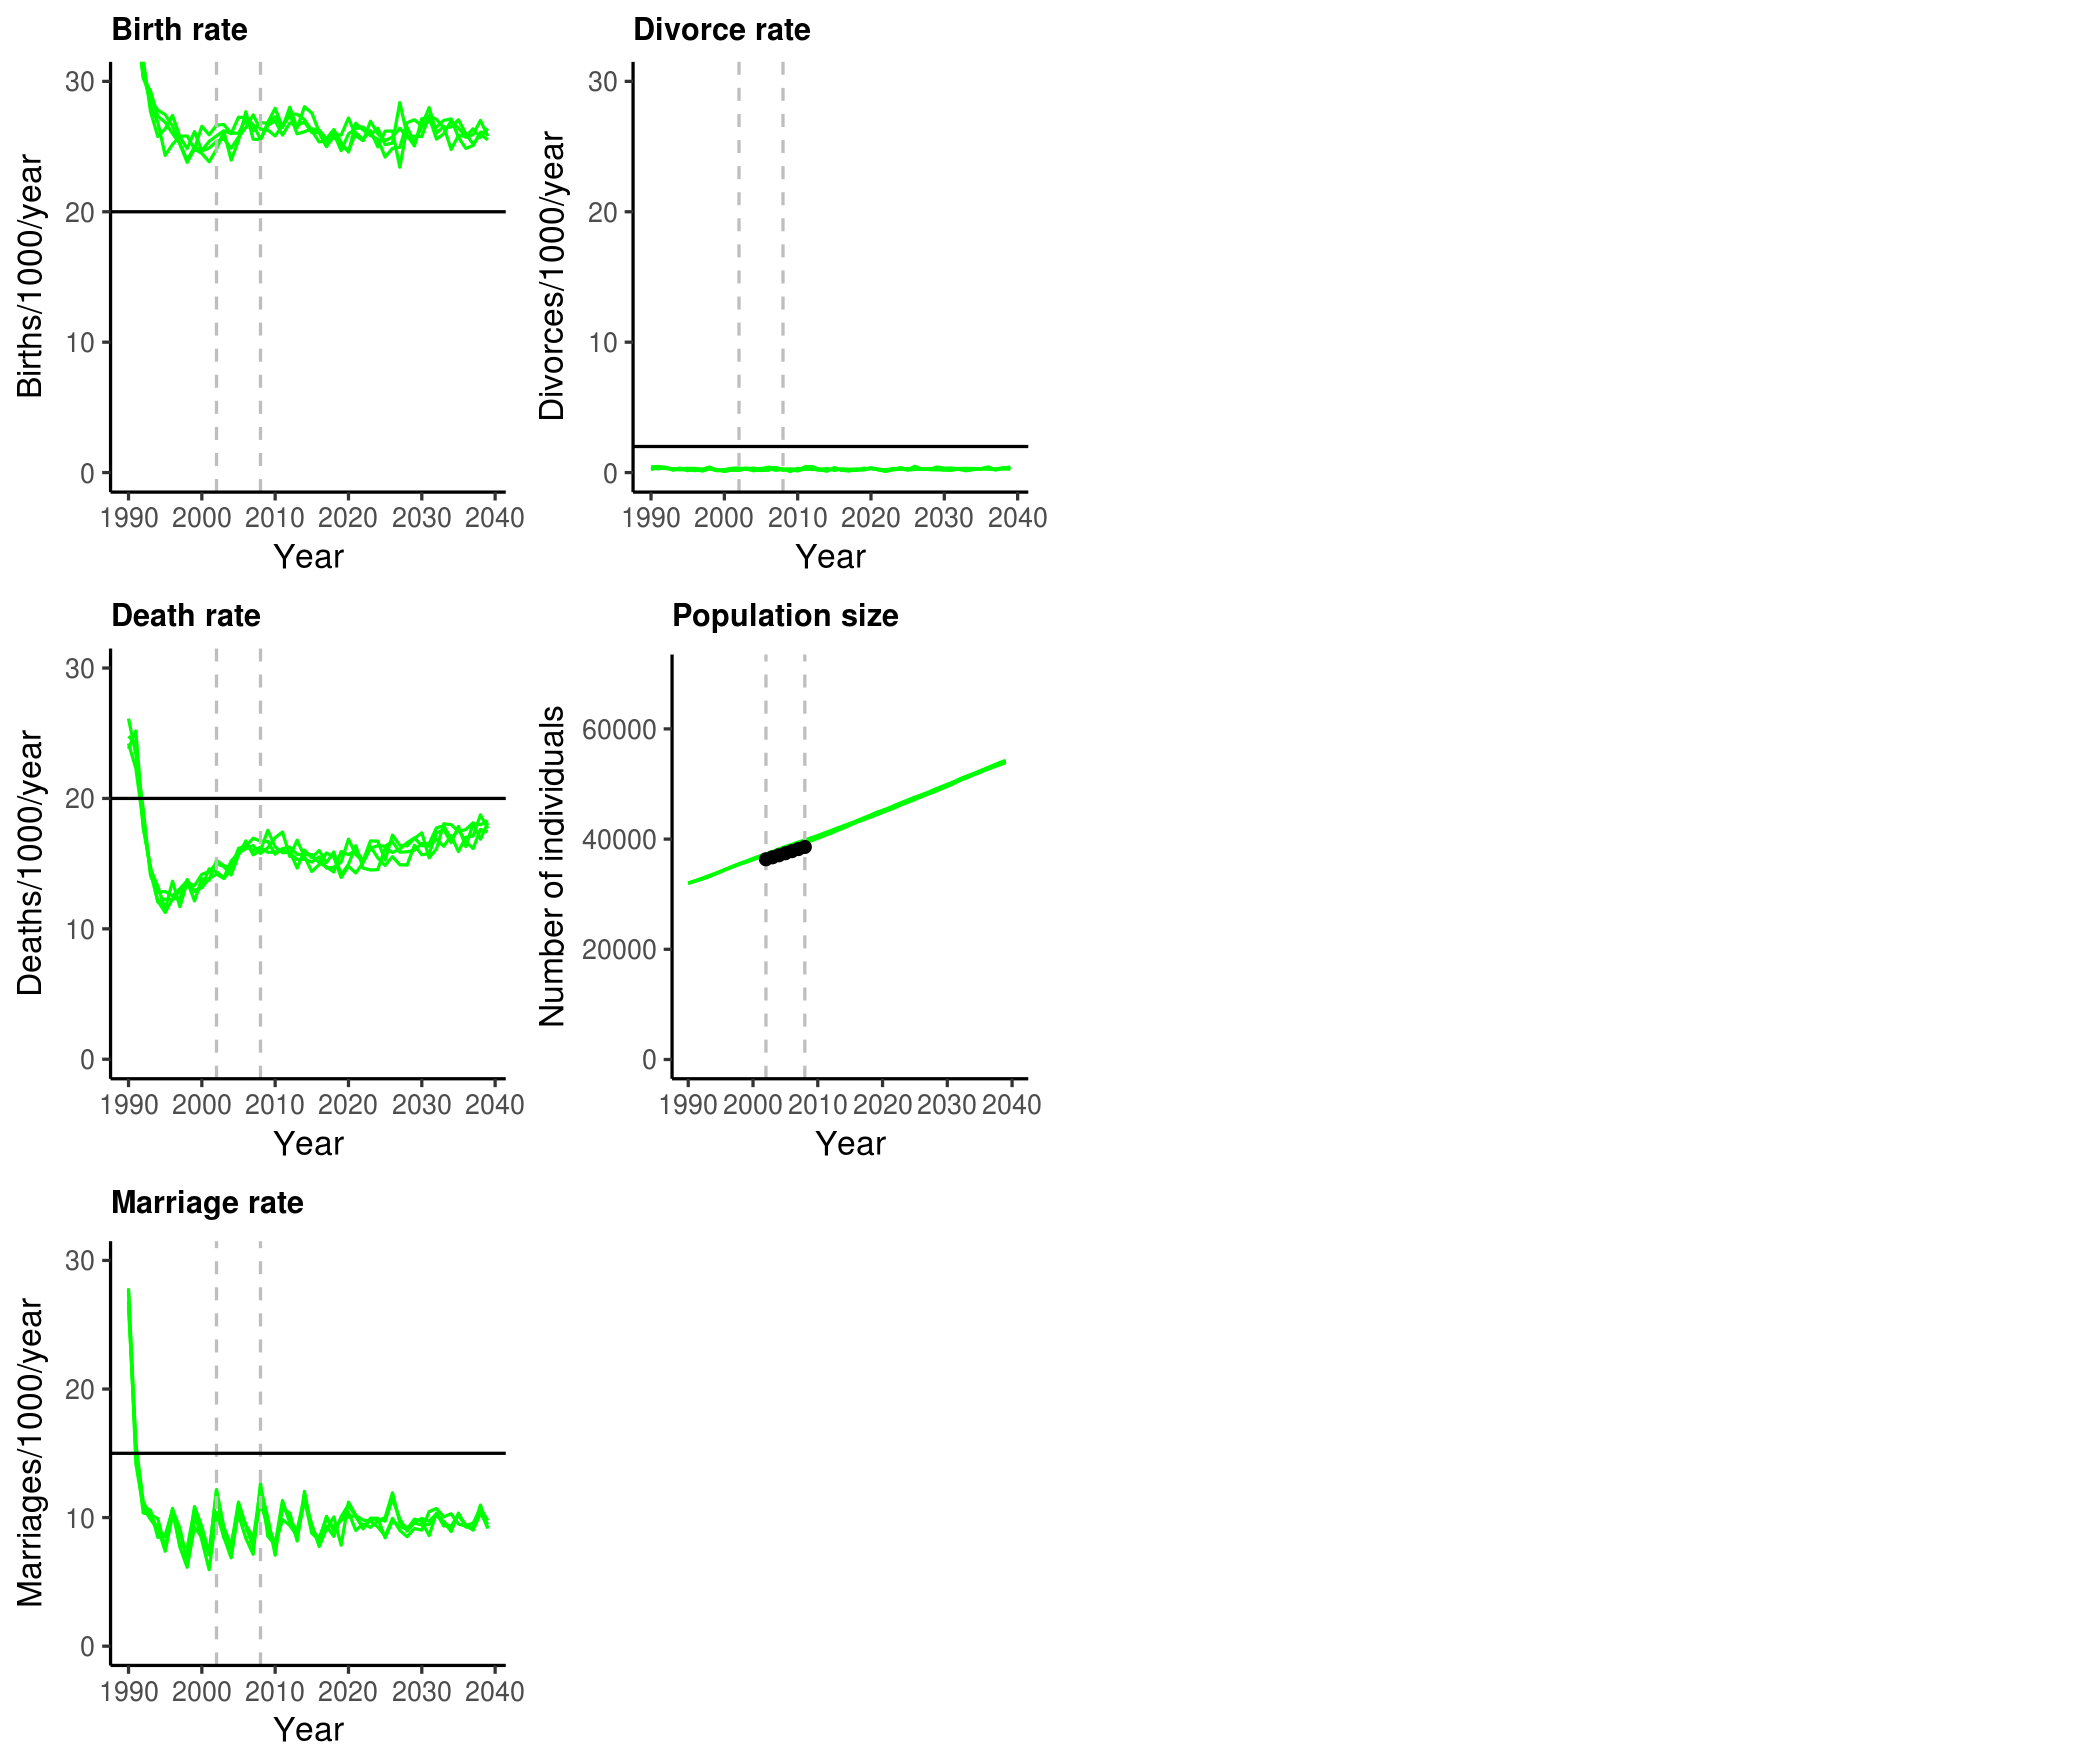 Birth rate
Births/1000/year
30
20
10
0
1990 2000 2010 2020 2030 2040
Year
Divorce rate
Divorces/1000/year
30
20
10
0
1990 2000 2010 2020 2030 2040
Year
Death rate
Deaths/1000/year
30
20
10
0
1990 2000 2010 2020 2030 2040
Year
Population size
Number of individuals
60000
40000
20000
0
1990 2000 2010 2020 2030 2040
Year
Marriage rate
Marriages/1000/year
30
20
10
0
1990 2000 2010 2020 2030 2040
Year